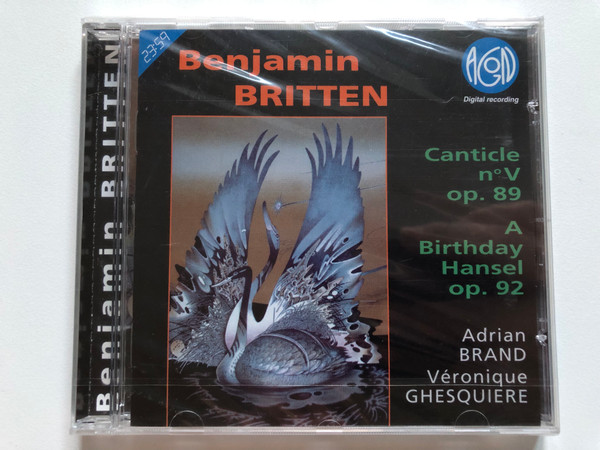 23:59
Benjamin
BRITTEN
AGON
Digital recording
Canticle
n°V
op. 89
A
Birthday
Hansel
op. 92
Adrian
BRAND
Véronique
GHESQUIERE
Benjamin BRITTEN